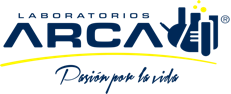 LABORATORIOS
ARCA ®
Pasión por la vida